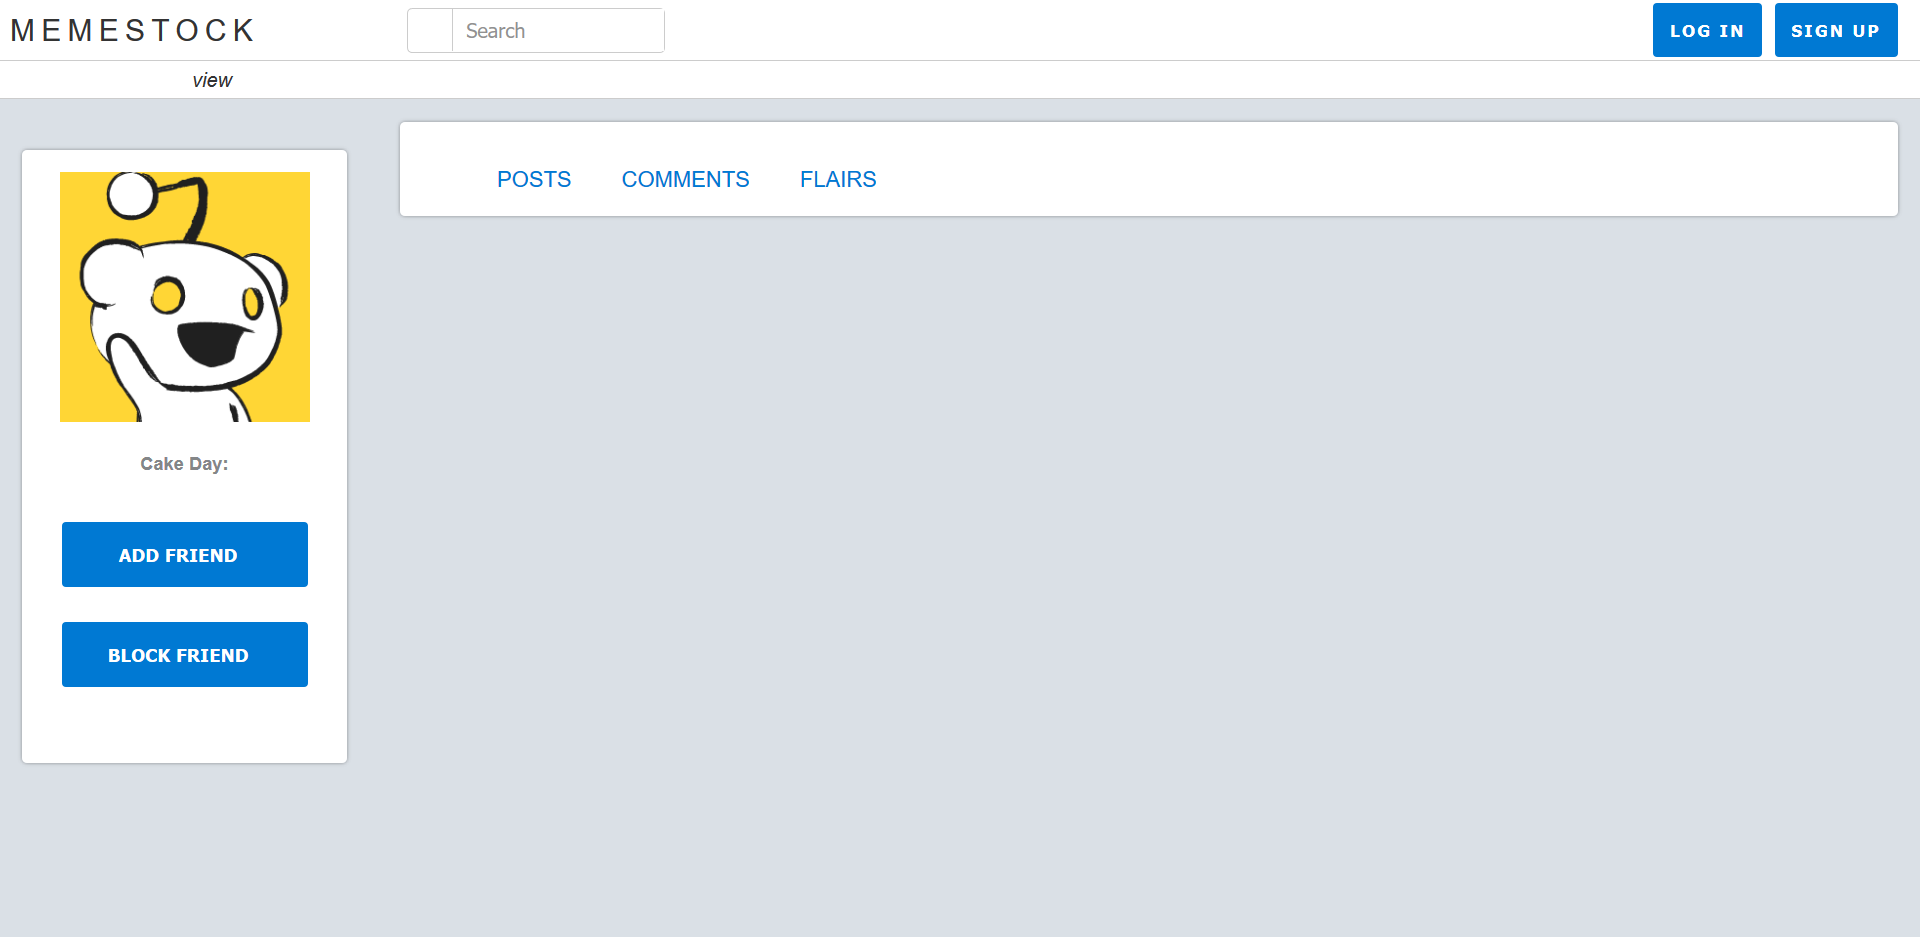 MEMESTOCK
Search
LOG IN
SIGN UP
view
POSTS
COMMENTS
FLAIRS
Cake Day:
ADD FRIEND
BLOCK FRIEND